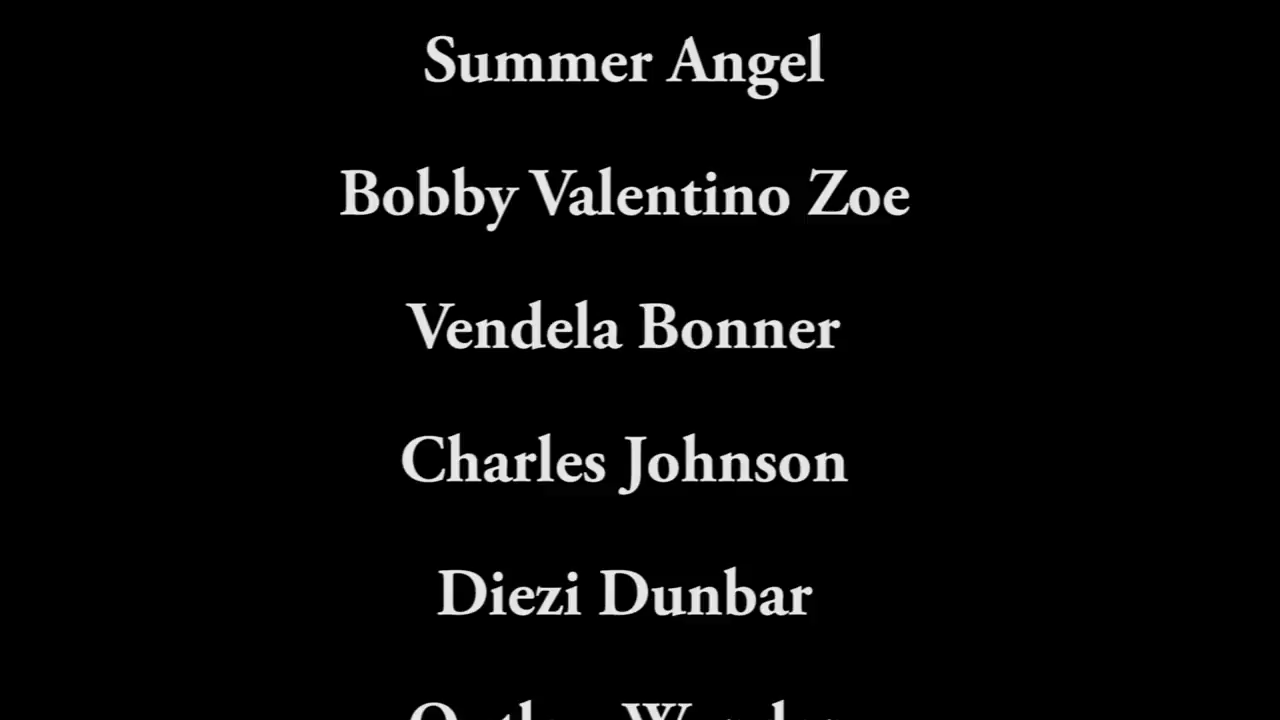 Summer Angel
Bobby Valentino Zoe
Vendela Bonner
Charles Johnson
Diezi Dunbar